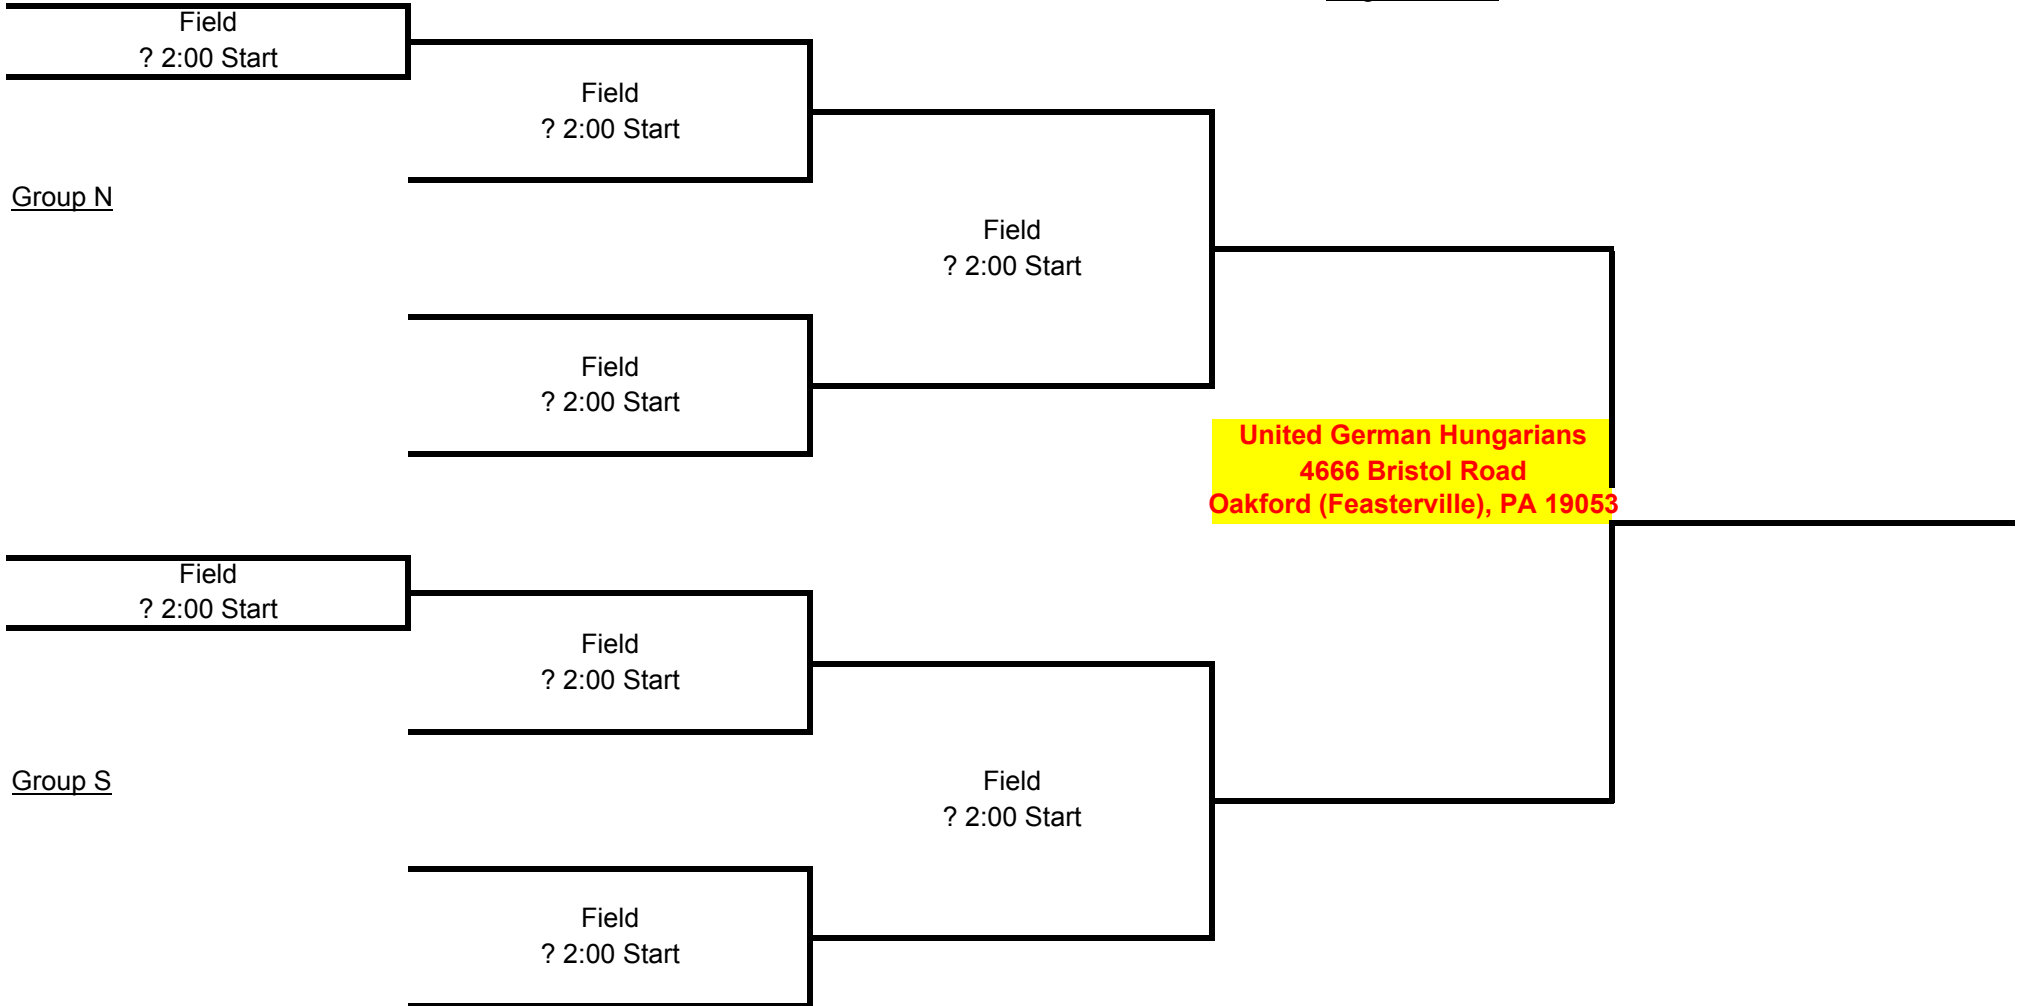 Field
? 2:00 Start
Field
? 2:00 Start
Group N
Field
? 2:00 Start
Field
? 2:00 Start
United German Hungarians
4666 Bristol Road
Oakford (Feasterville), PA 19053
Field
? 2:00 Start
Field
? 2:00 Start
Group S
Field
? 2:00 Start
Field
? 2:00 Start